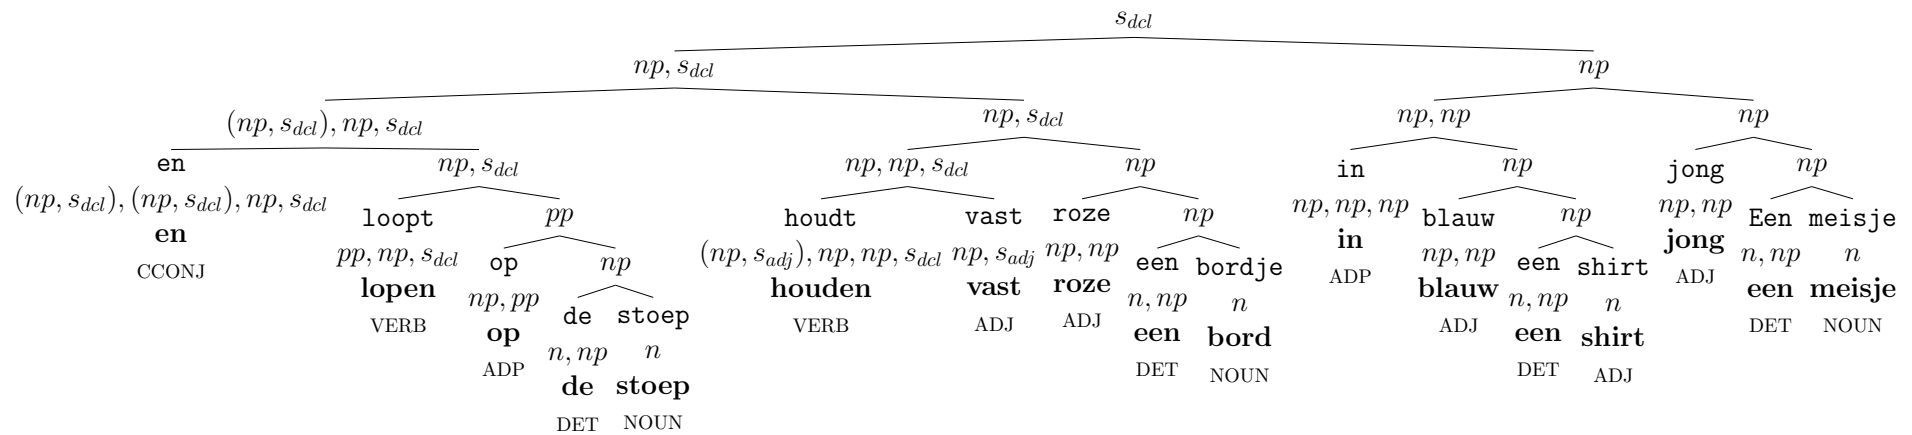 s_dcl
np, s_dcl np
(np, s_dcl), np, s_dcl np, s_dcl np, np np
en np, s_dcl np, np, s_dcl np in np jong np
(np, s_dcl), (np, s_dcl), np, s_dcl loopt pp houdt vast roze np np, np, np blauw np np, np Een meisje
en pp, np, s_dcl op np (np, s_adj), np, np, s_dcl np, s_adj np, np een bordje in np, np een shirt jong n, np n
CCONJ lopen np, pp de stoep houden vast roze n, np n ADP blauw n, np n ADJ een meisje
VERB op n, np n VERB ADJ ADJ een bord ADJ een shirt DET NOUN
ADP de stoep DET NOUN DET ADJ
DET NOUN